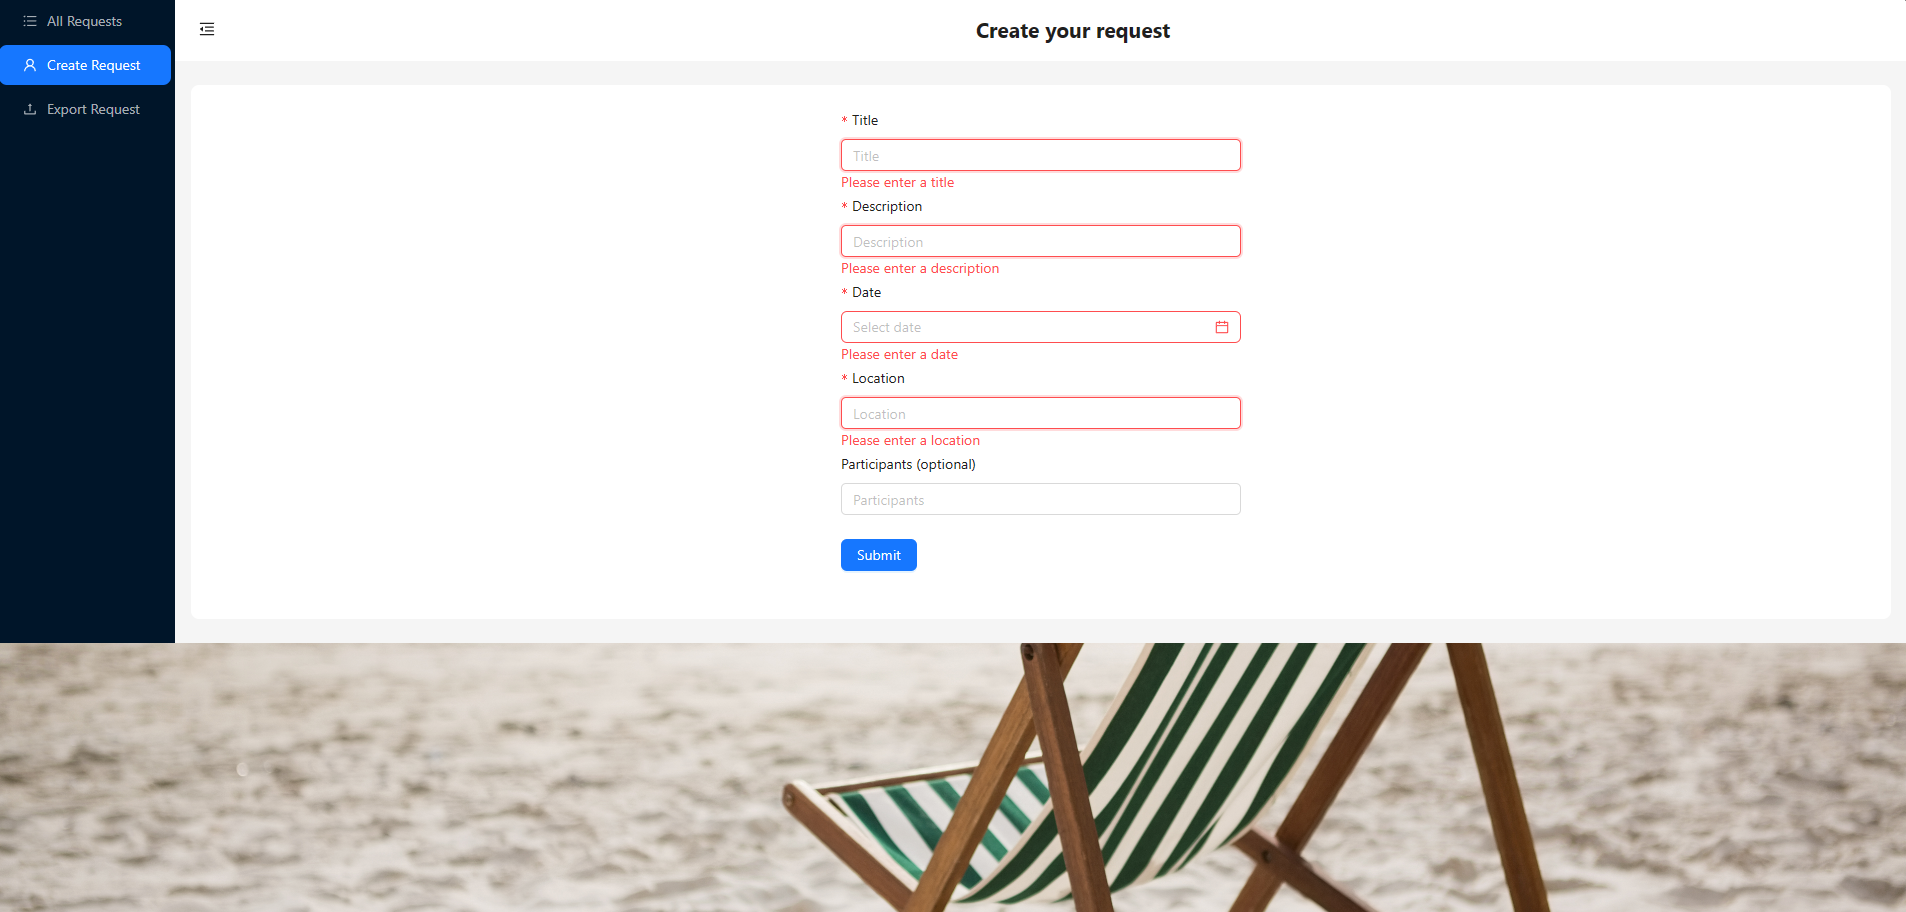 All Requests
Create Request
Export Request
Create your request
* Title
Title
Please enter a title
* Description
Description
Please enter a description
* Date
Select date
Please enter a date
* Location
Location
Please enter a location
Participants (optional)
Participants
Submit